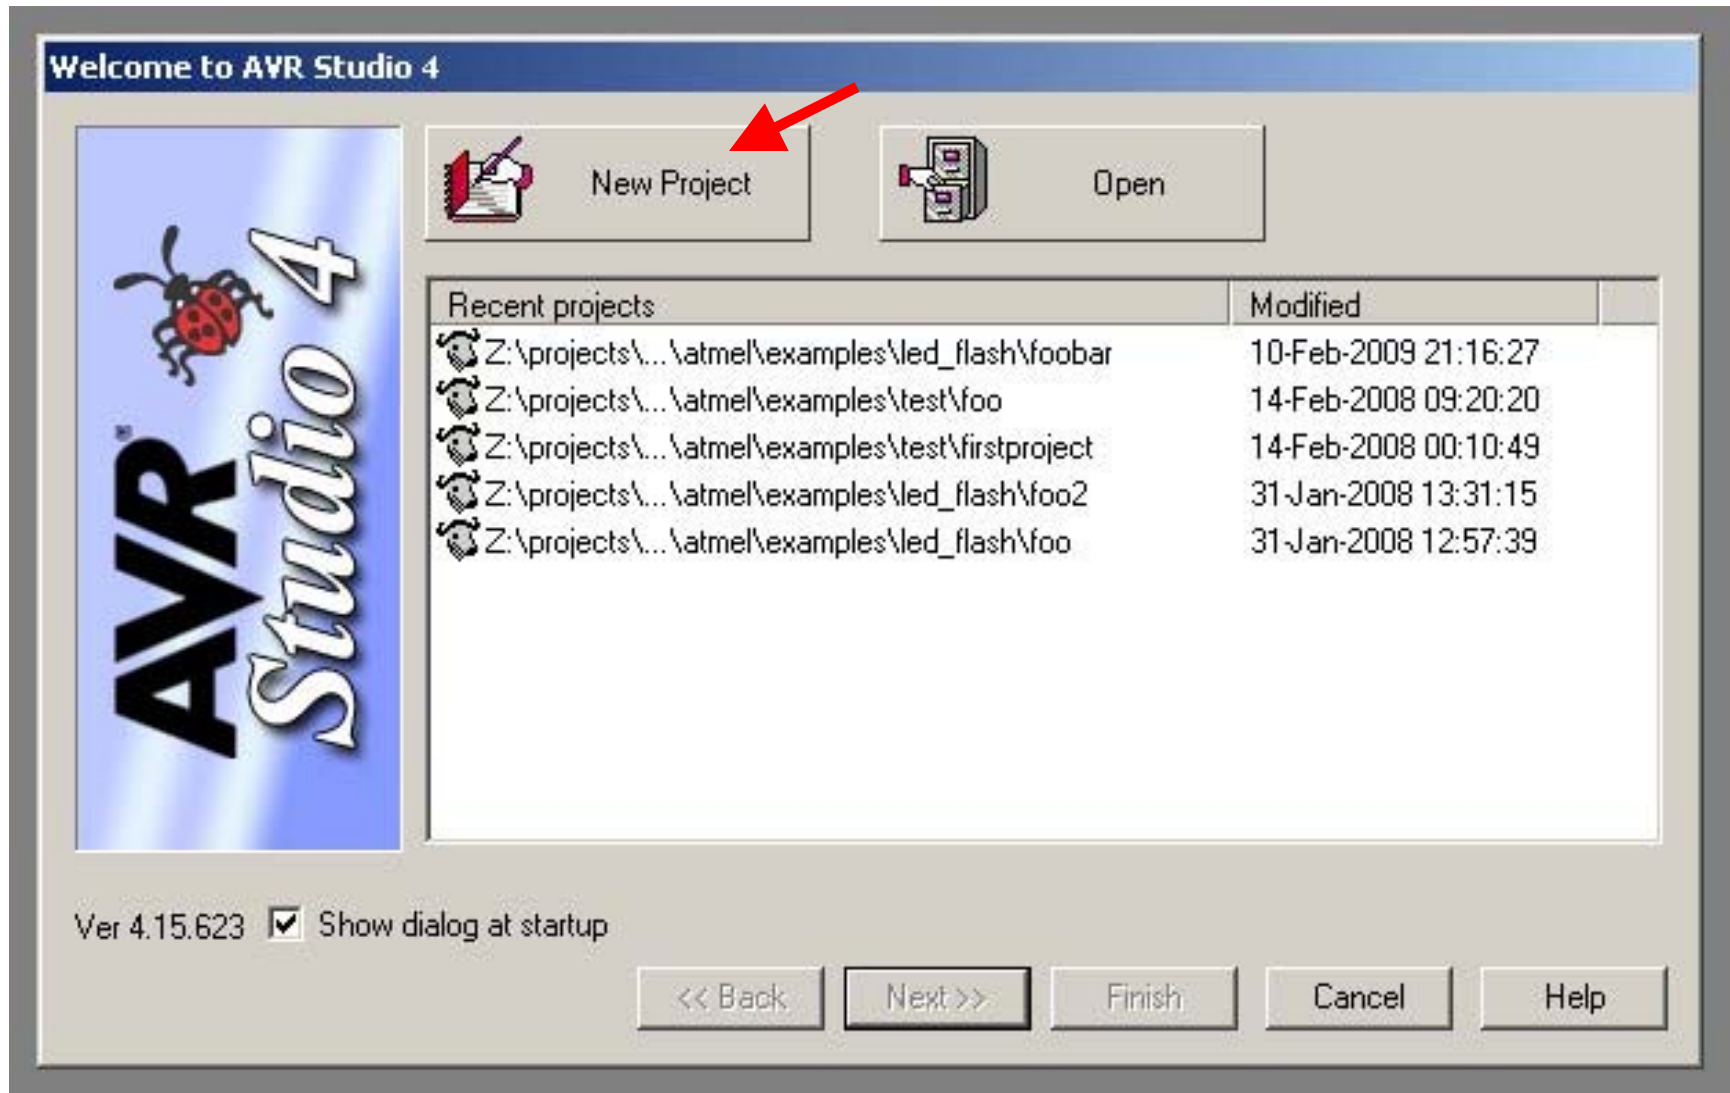 Welcome to AVR Studio 4
New Project
Open
AVR
Studio 4
Recent projects Modified
Z:\projects\...\atmel\examples\led_flash\foobar 10-Feb-2009 21:16:27
Z:\projects\...\atmel\examples\test\foo 14-Feb-2008 09:20:20
Z:\projects\...\atmel\examples\test\firstproject 14-Feb-2008 00:10:49
Z:\projects\...\atmel\examples\led_flash\foo2 31-Jan-2008 13:31:15
Z:\projects\...\atmel\examples\led_flash\foo 31-Jan-2008 12:57:39
Ver 4.15.623 Show dialog at startup
<< Back Next >> Finish Cancel Help